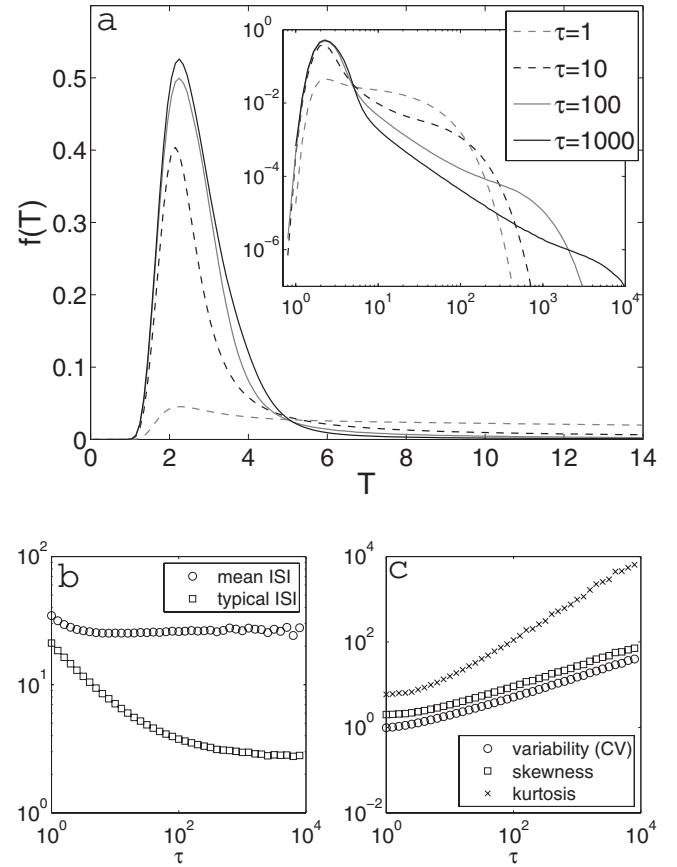 a
f(T)
0.5
0.4
0.3
0.2
0.1
0
0 2 4 6 8 10 12 14
T
10^0
10^-2
10^-4
10^-6
10^0 10^1 10^2 10^3 10^4
τ=1
τ=10
τ=100
τ=1000
b
10^2
10^1
10^0
10^0 10^2 10^4
τ
mean ISI
typical ISI
c
10^4
10^2
10^0
10^-2
10^0 10^2 10^4
τ
variability (CV)
skewness
kurtosis